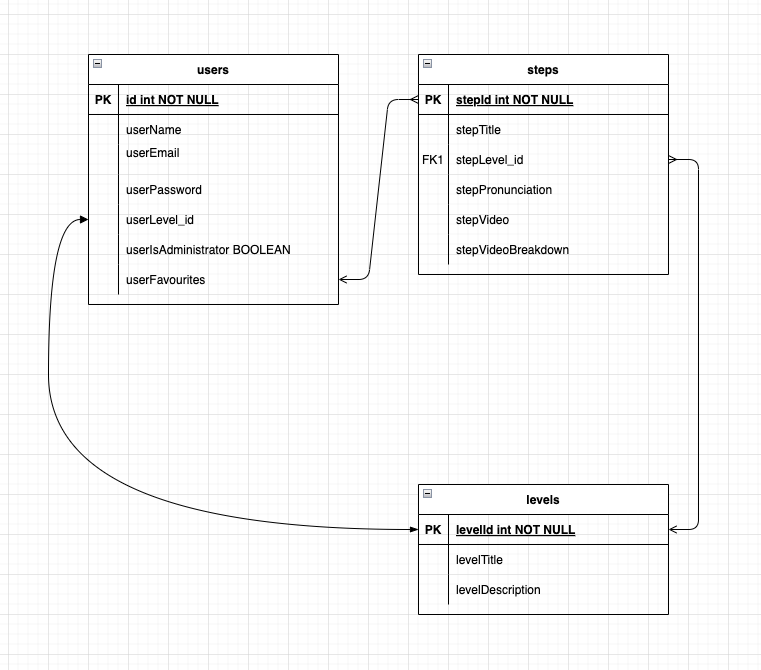 users
PK id int NOT NULL
userName
userEmail
userPassword
userLevel_id
userIsAdministrator BOOLEAN
userFavourites
steps
PK stepId int NOT NULL
stepTitle
FK1 stepLevel_id
stepPronunciation
stepVideo
stepVideoBreakdown
levels
PK levelId int NOT NULL
levelTitle
levelDescription